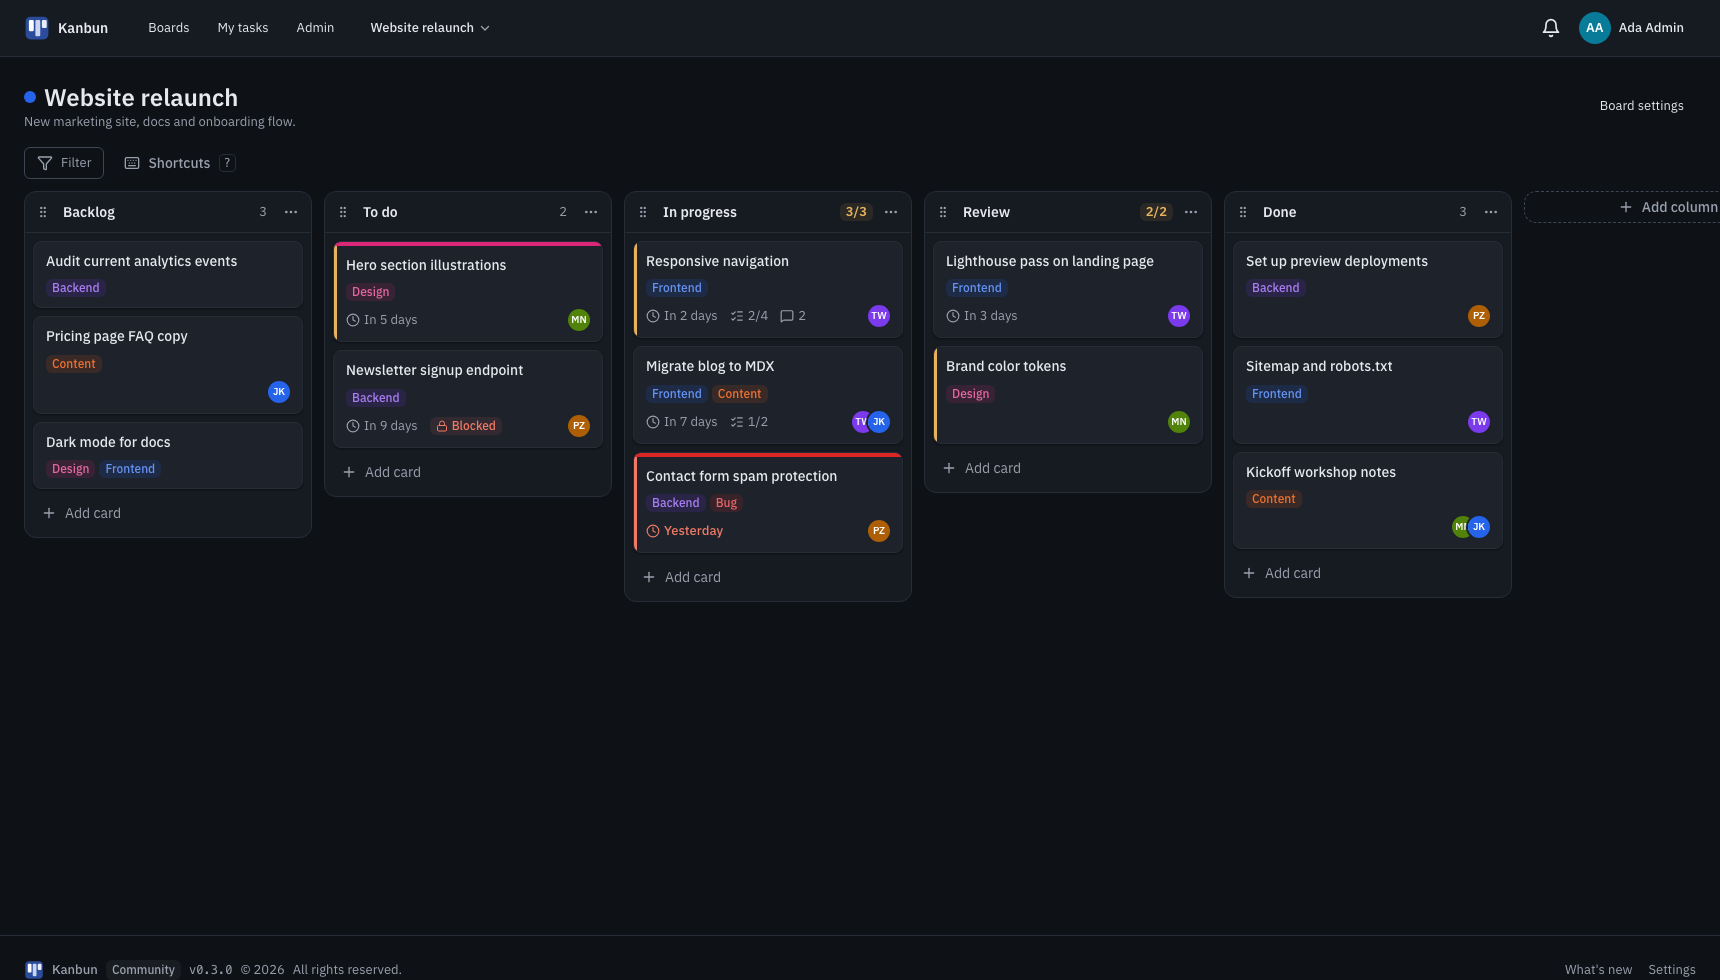 Kanbun
Boards
My tasks
Admin
Website relaunch
AA
Ada Admin
Website relaunch
New marketing site, docs and onboarding flow.
Board settings
Filter
Shortcuts
?
Backlog
3
Audit current analytics events
Backend
Pricing page FAQ copy
Content
JK
Dark mode for docs
Design Frontend
Add card
To do
2
Hero section illustrations
Design
In 5 days
MN
Newsletter signup endpoint
Backend
In 9 days
Blocked
PZ
Add card
In progress
3/3
Responsive navigation
Frontend
In 2 days
2/4
2
TW
Migrate blog to MDX
Frontend Content
In 7 days
1/2
JK
Contact form spam protection
Backend Bug
Yesterday
PZ
Add card
Review
2/2
Lighthouse pass on landing page
Frontend
In 3 days
TW
Brand color tokens
Design
MN
Add card
Done
3
Set up preview deployments
Backend
PZ
Sitemap and robots.txt
Frontend
TW
Kickoff workshop notes
Content
JK
Add card
Add column
Kanbun Community v0.3.0 © 2026 All rights reserved.
What's new
Settings